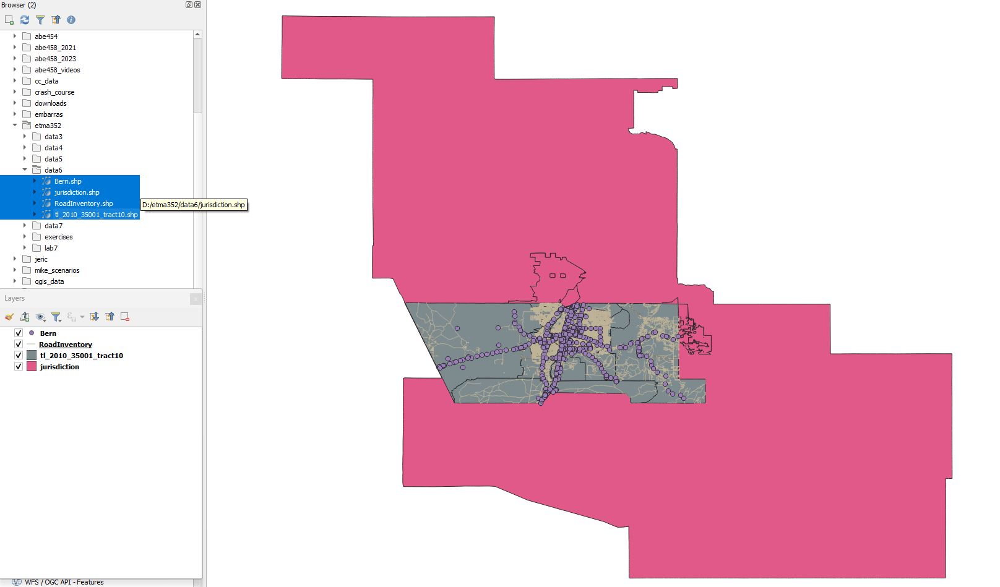 Browser (2)
abe454
abe458_2021
abe458_2023
abe458_videos
cc_data
crash_course
downloads
embarras
etma352
data3
data4
data5
data6
Bern.shp
jurisdiction.shp
RoadInventory.shp
D:/etma352/data6/jurisdiction.shp
tl_2010_35001_tract10.shp
data7
exercises
lab7
jeric
mike_scenarios
qgis_data
Layers
Bern
RoadInventory
tl_2010_35001_tract10
jurisdiction
WFS / OGC API - Features